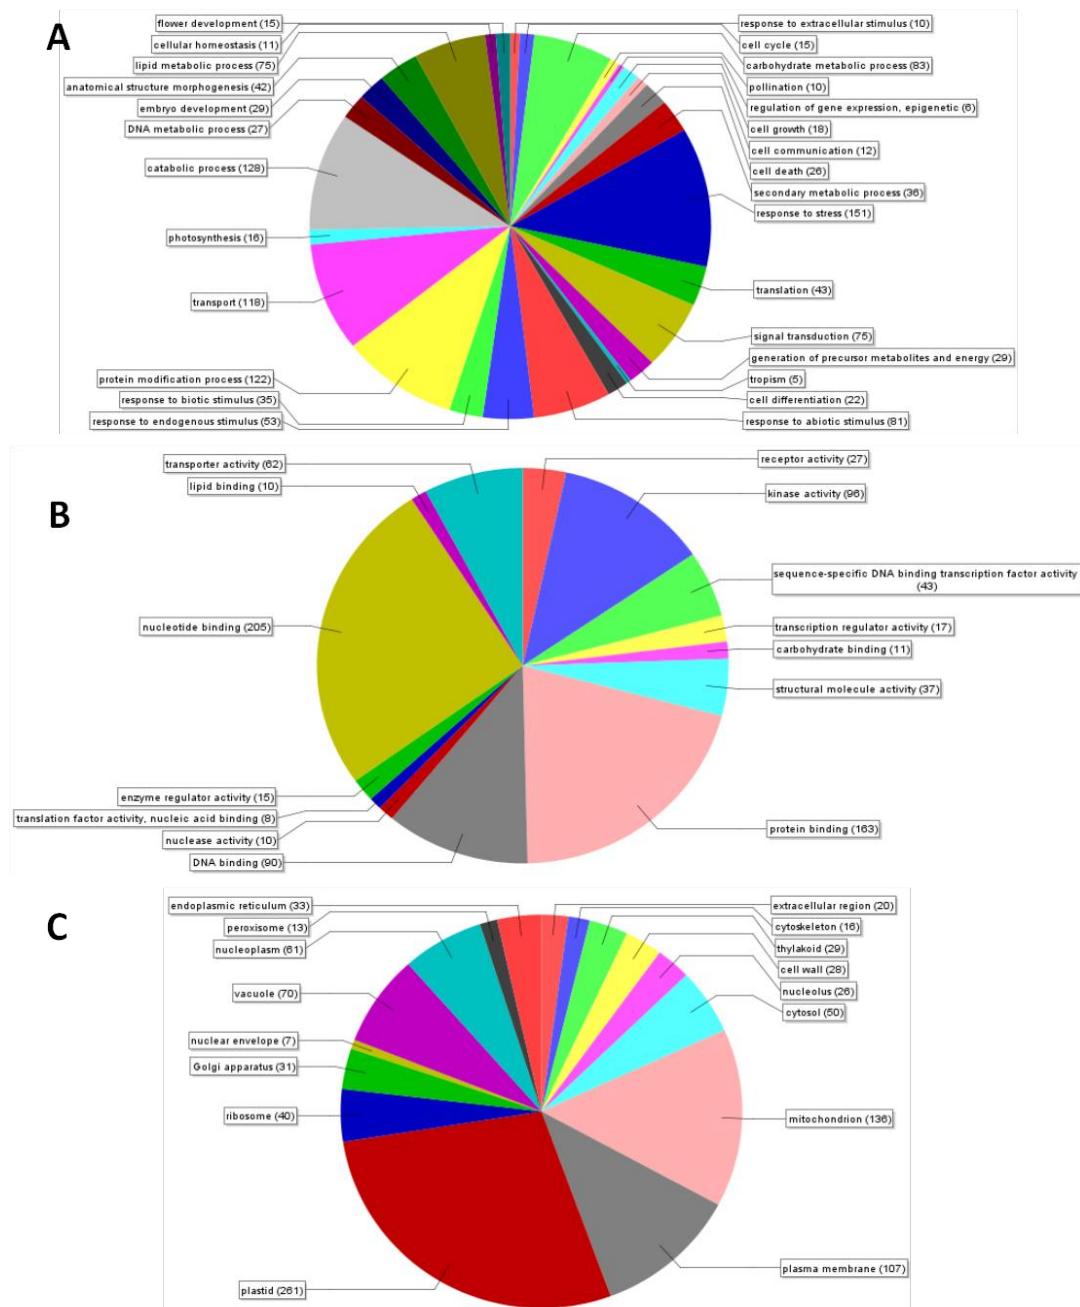 A
flower development (15)
cellular homeostasis (11)
lipid metabolic process (75)
anatomical structure morphogenesis (42)
embryo development (29)
DNA metabolic process (27)
catabolic process (128)
photosynthesis (16)
transport (118)
protein modification process (122)
response to biotic stimulus (35)
response to endogenous stimulus (53)
response to extracellular stimulus (10)
cell cycle (15)
carbohydrate metabolic process (83)
pollination (10)
regulation of gene expression, epigenetic (6)
cell growth (18)
cell communication (12)
cell death (26)
secondary metabolic process (36)
response to stress (151)
translation (43)
signal transduction (75)
generation of precursor metabolites and energy (29)
tropism (5)
cell differentiation (22)
response to abiotic stimulus (81)
B
transporter activity (62)
lipid binding (10)
nucleotide binding (205)
enzyme regulator activity (15)
translation factor activity, nucleic acid binding (8)
nuclease activity (10)
DNA binding (90)
receptor activity (27)
kinase activity (96)
sequence-specific DNA binding transcription factor activity
(43)
transcription regulator activity (17)
carbohydrate binding (11)
structural molecule activity (37)
protein binding (163)
C
endoplasmic reticulum (33)
peroxisome (13)
nucleoplasm (61)
vacuole (70)
nuclear envelope (7)
Golgi apparatus (31)
ribosome (40)
plastid (261)
extracellular region (20)
cytoskeleton (16)
thylakoid (29)
cell wall (28)
nucleolus (26)
cytosol (50)
mitochondrion (136)
plasma membrane (107)